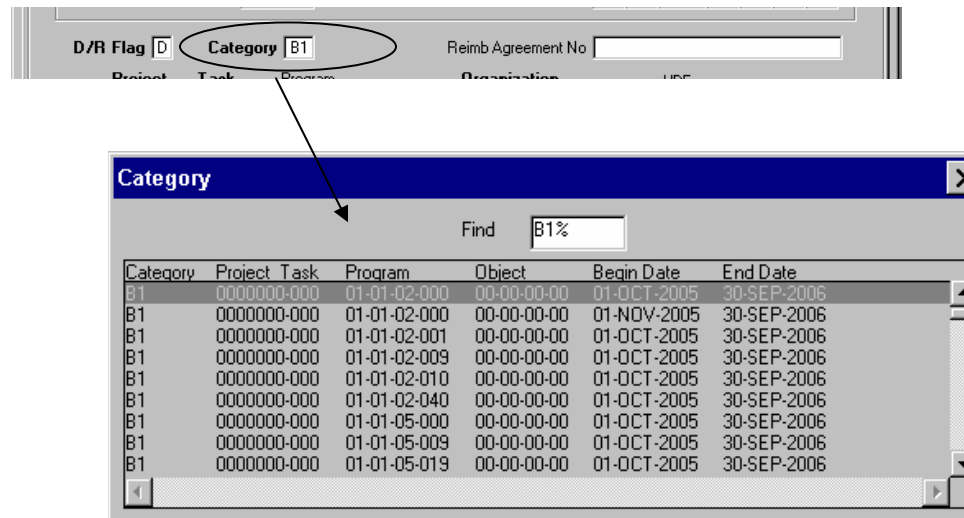 D/R Flag D Category B1 Reimb Agreement No
Project Task Program Organization
Category
Find B1%
Category Project Task Program Object Begin Date End Date
B1 0000000-000 01-01-02-000 00-00-00-00 01-OCT-2005 30-SEP-2006
B1 0000000-000 01-01-02-000 00-00-00-00 01-NOV-2005 30-SEP-2006
B1 0000000-000 01-01-02-001 00-00-00-00 01-OCT-2005 30-SEP-2006
B1 0000000-000 01-01-02-009 00-00-00-00 01-OCT-2005 30-SEP-2006
B1 0000000-000 01-01-02-010 00-00-00-00 01-OCT-2005 30-SEP-2006
B1 0000000-000 01-01-02-040 00-00-00-00 01-OCT-2005 30-SEP-2006
B1 0000000-000 01-01-05-000 00-00-00-00 01-OCT-2005 30-SEP-2006
B1 0000000-000 01-01-05-009 00-00-00-00 01-OCT-2005 30-SEP-2006
B1 0000000-000 01-01-05-019 00-00-00-00 01-OCT-2005 30-SEP-2006